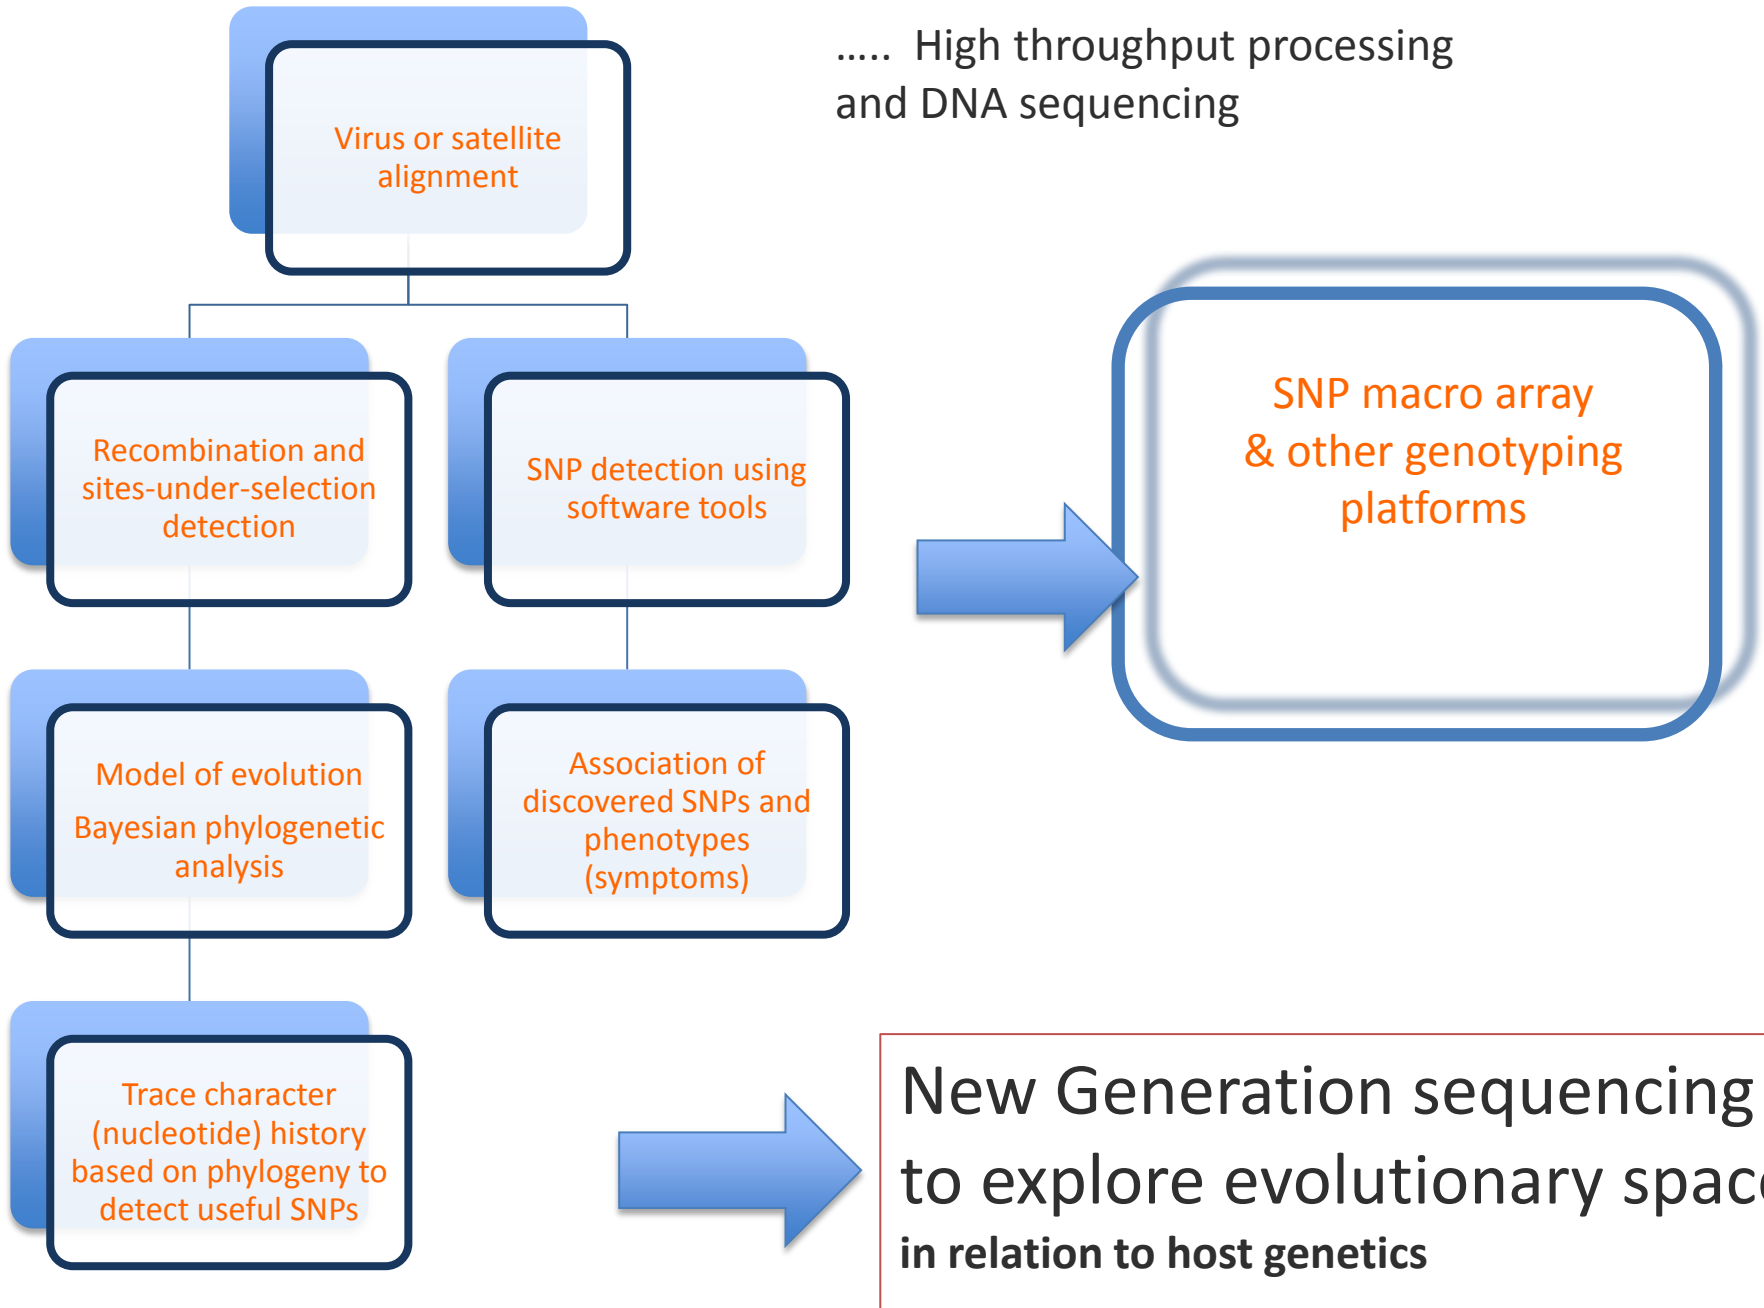 ..... High throughput processing
and DNA sequencing
Virus or satellite
alignment
Recombination and
sites-under-selection
detection
SNP detection using
software tools
SNP macro array
& other genotyping
platforms
Model of evolution
Bayesian phylogenetic
analysis
Association of
discovered SNPs and
phenotypes
(symptoms)
Trace character
(nucleotide) history
based on phylogeny to
detect useful SNPs
New Generation sequencing
to explore evolutionary space
in relation to host genetics